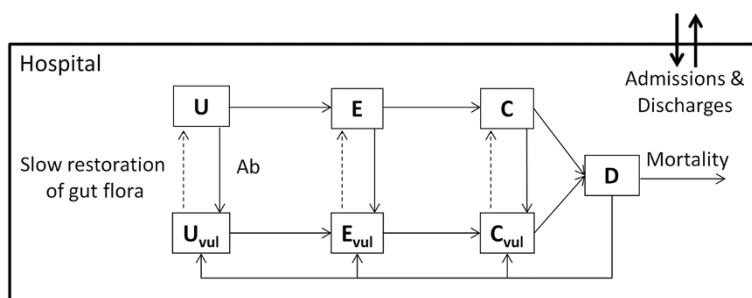 Hospital
Admissions &
Discharges
U
E
C
Slow restoration
of gut flora
Ab
D
Mortality
Uvul
Evul
Cvul